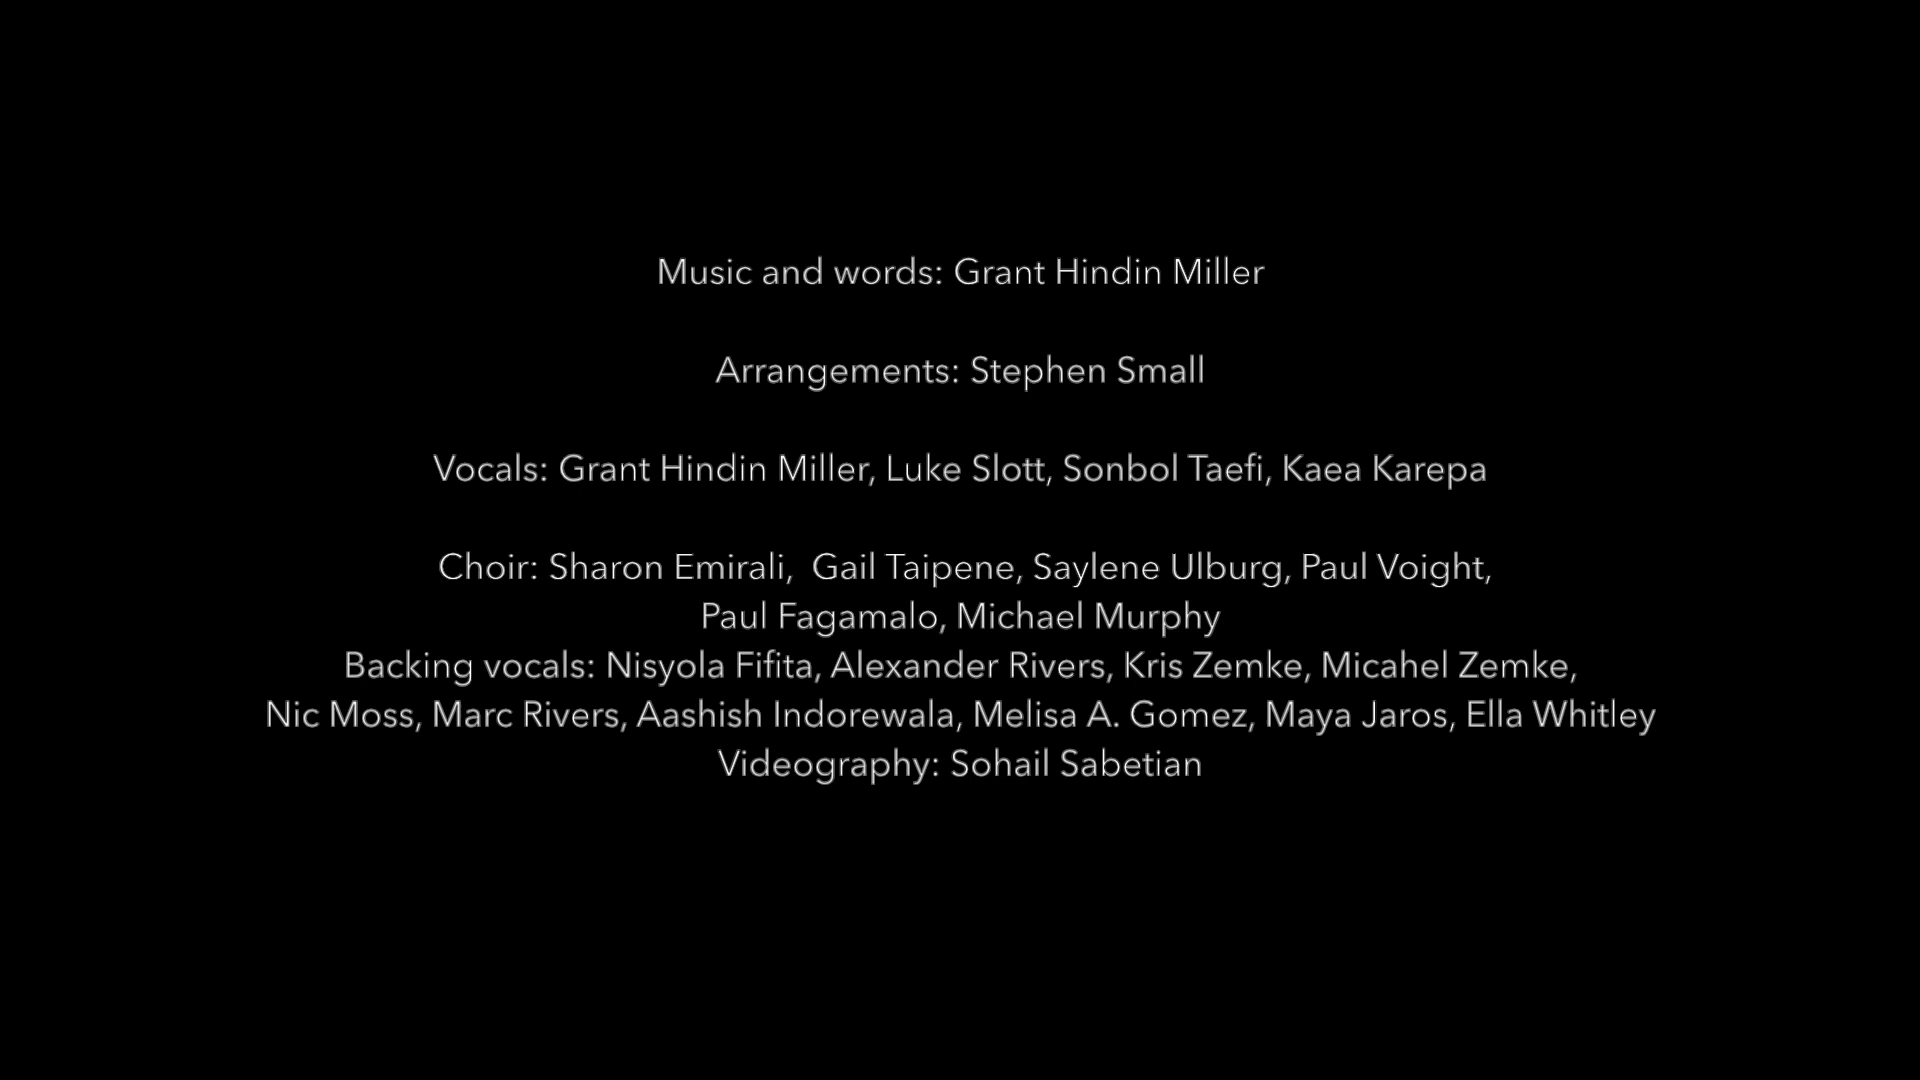 Music and words: Grant Hindin Miller
Arrangements: Stephen Small
Vocals: Grant Hindin Miller, Luke Slott, Sonbol Taefi, Kaea Karepa
Choir: Sharon Emirali,  Gail Taipene, Saylene Ulburg, Paul Voight,
Paul Fagamalo, Michael Murphy
Backing vocals: Nisyola Fifita, Alexander Rivers, Kris Zemke, Micahel Zemke,
Nic Moss, Marc Rivers, Aashish Indorewala, Melisa A. Gomez, Maya Jaros, Ella Whitley
Videography: Sohail Sabetian